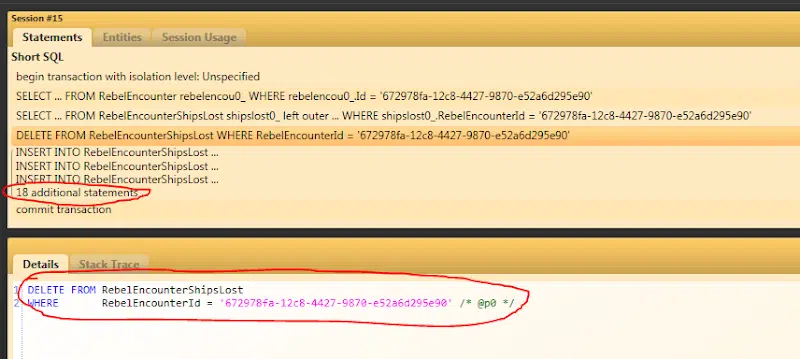 Session #15
Statements Entities Session Usage
Short SQL
begin transaction with isolation level: Unspecified
SELECT ... FROM RebelEncounter rebelencou0_ WHERE rebelencou0_.Id = '672978fa-12c8-4427-9870-e52a6d295e90'
SELECT ... FROM RebelEncounterShipsLost shipslost0_ left outer ... WHERE shipslost0_.RebelEncounterId = '672978fa-12c8-4427-9870-e52a6d295e90'
DELETE FROM RebelEncounterShipsLost WHERE RebelEncounterId = '672978fa-12c8-4427-9870-e52a6d295e90'
INSERT INTO RebelEncounterShipsLost ...
INSERT INTO RebelEncounterShipsLost ...
INSERT INTO RebelEncounterShipsLost ...
18 additional statements
commit transaction
Details Stack Trace
1 DELETE FROM RebelEncounterShipsLost
2 WHERE RebelEncounterId = '672978fa-12c8-4427-9870-e52a6d295e90' /* @p0 */